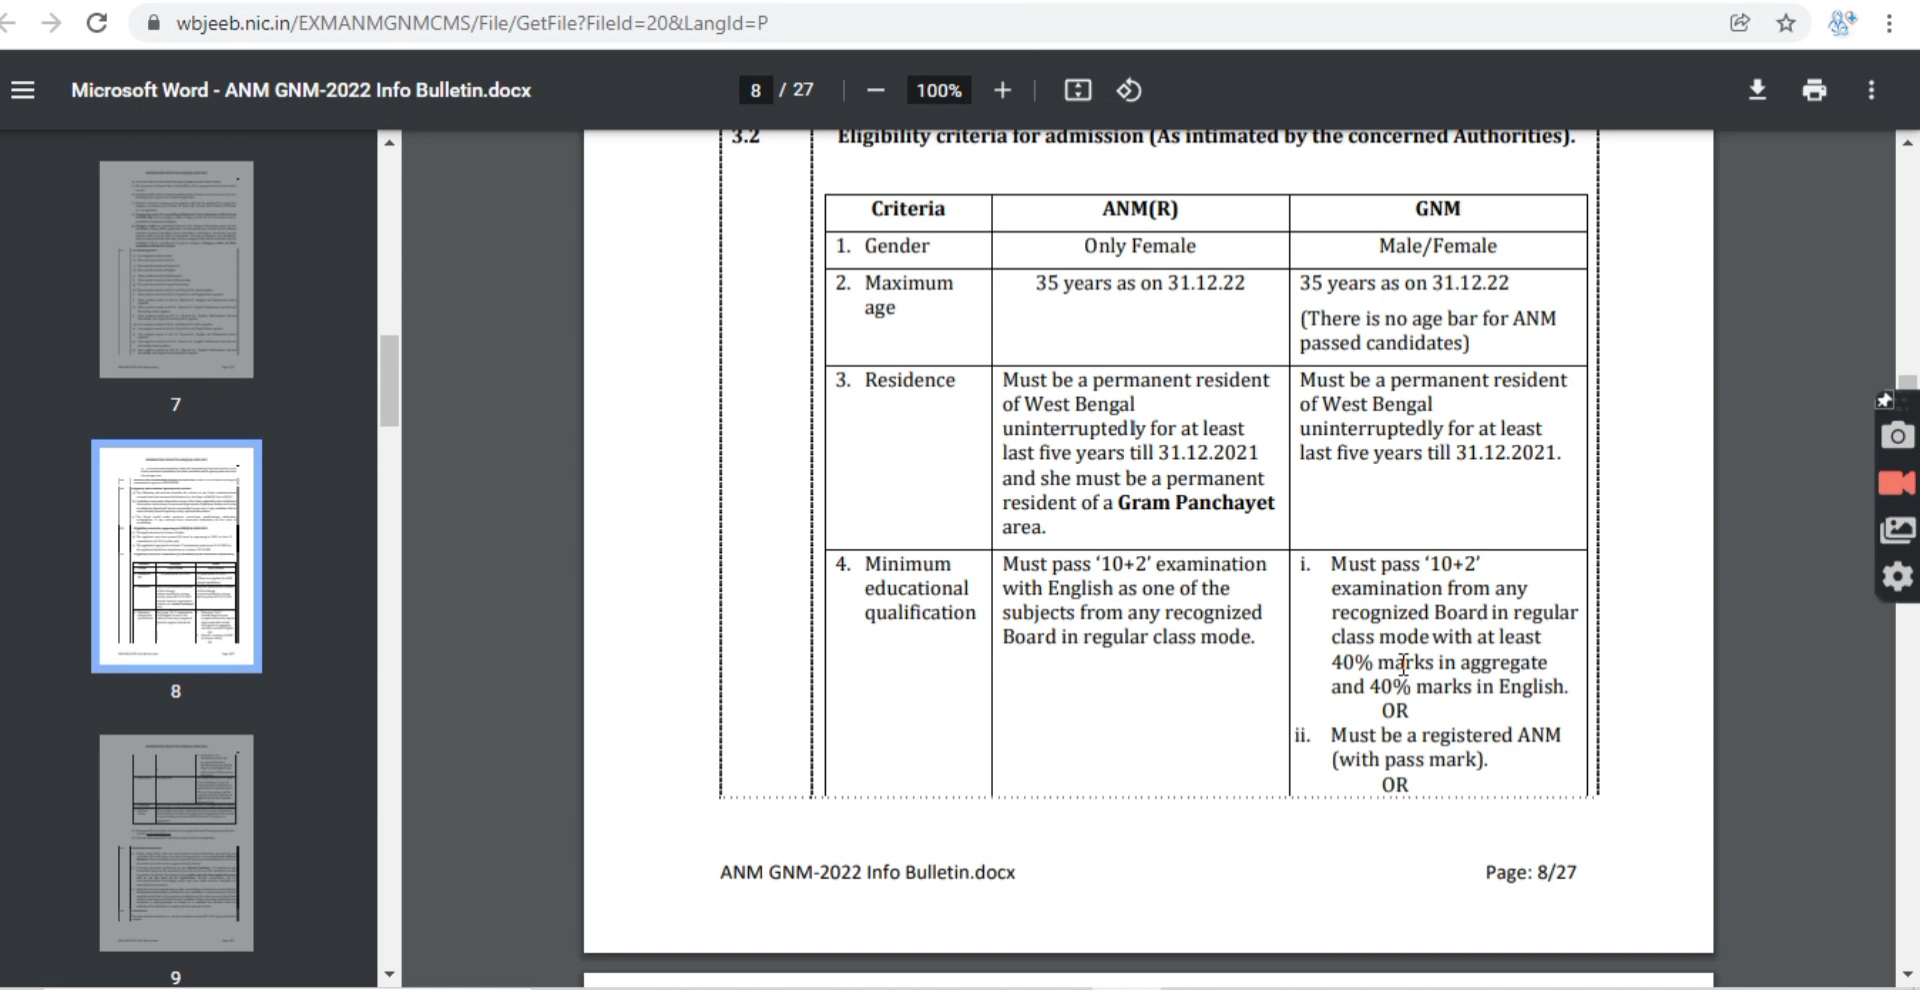 wbjeeb.nic.in/EXMANMGNMCMS/File/GetFile?FileId=20&LangId=P
Microsoft Word - ANM GNM-2022 Info Bulletin.docx
8 / 27
100%
3.2 Eligibility criteria for admission (As intimated by the concerned Authorities).
Criteria ANM(R) GNM
1. Gender Only Female Male/Female
2. Maximum age
35 years as on 31.12.22
35 years as on 31.12.22
(There is no age bar for ANM
passed candidates)
3. Residence
Must be a permanent resident
of West Bengal
uninterruptedly for at least
last five years till 31.12.2021
and she must be a permanent
resident of a Gram Panchayet
area.
Must be a permanent resident
of West Bengal
uninterruptedly for at least
last five years till 31.12.2021.
4. Minimum
educational
qualification
Must pass ‘10+2’ examination
with English as one of the
subjects from any recognized
Board in regular class mode.
i. Must pass ‘10+2’
examination from any
recognized Board in regular
class mode with at least
40% marks in aggregate
and 40% marks in English.
OR
ii. Must be a registered ANM
(with pass mark).
OR
ANM GNM-2022 Info Bulletin.docx Page: 8/27
7
8
9